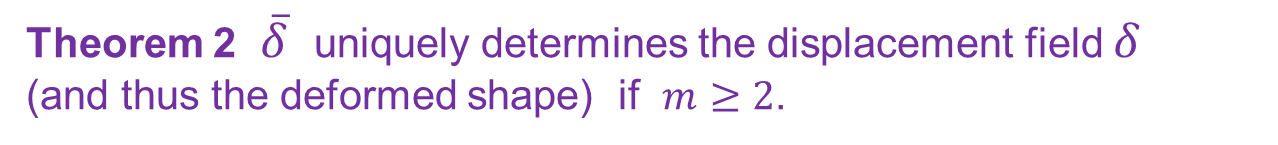 Theorem 2 δ̄ uniquely determines the displacement field δ
(and thus the deformed shape) if m ≥ 2.